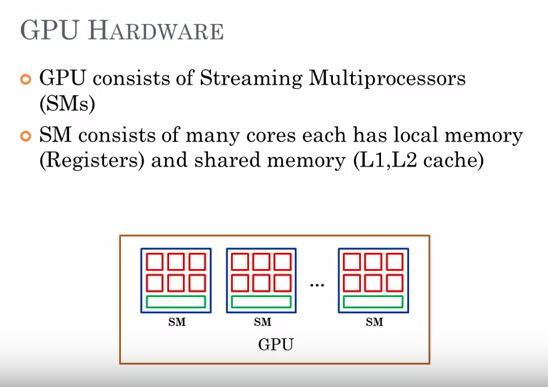 GPU HARDWARE
GPU consists of Streaming Multiprocessors
(SMs)
SM consists of many cores each has local memory
(Registers) and shared memory (L1,L2 cache)
...
SM SM SM
GPU